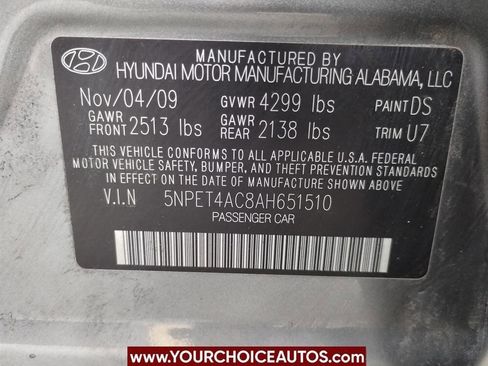 MANUFACTURED BY
HYUNDAI MOTOR MANUFACTURING ALABAMA, LLC
Nov/04/09 GVWR 4299 lbs PAINT DS
GAWR FRONT 2513 lbs GAWR REAR 2138 lbs TRIM U7
THIS VEHICLE CONFORMS TO ALL APPLICABLE U.S.A. FEDERAL
MOTOR VEHICLE SAFETY, BUMPER, AND THEFT PREVENTION STANDARDS
IN EFFECT ON THE DATE OF MANUFACTURE SHOWN ABOVE.
V.I.N 5NPET4AC8AH651510
PASSENGER CAR
WWW.YOURCHOICEAUTOS.COM